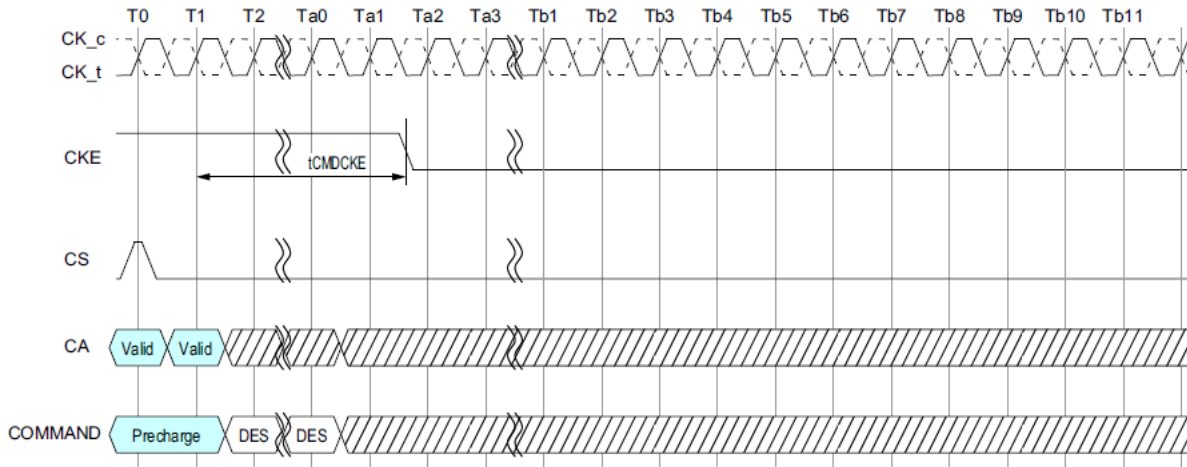 T0 T1 T2 Ta0 Ta1 Ta2 Ta3 Tb1 Tb2 Tb3 Tb4 Tb5 Tb6 Tb7 Tb8 Tb9 Tb10 Tb11
CK_c
CK_t
CKE
tCMDCKE
CS
CA Valid Valid
COMMAND Precharge DES DES